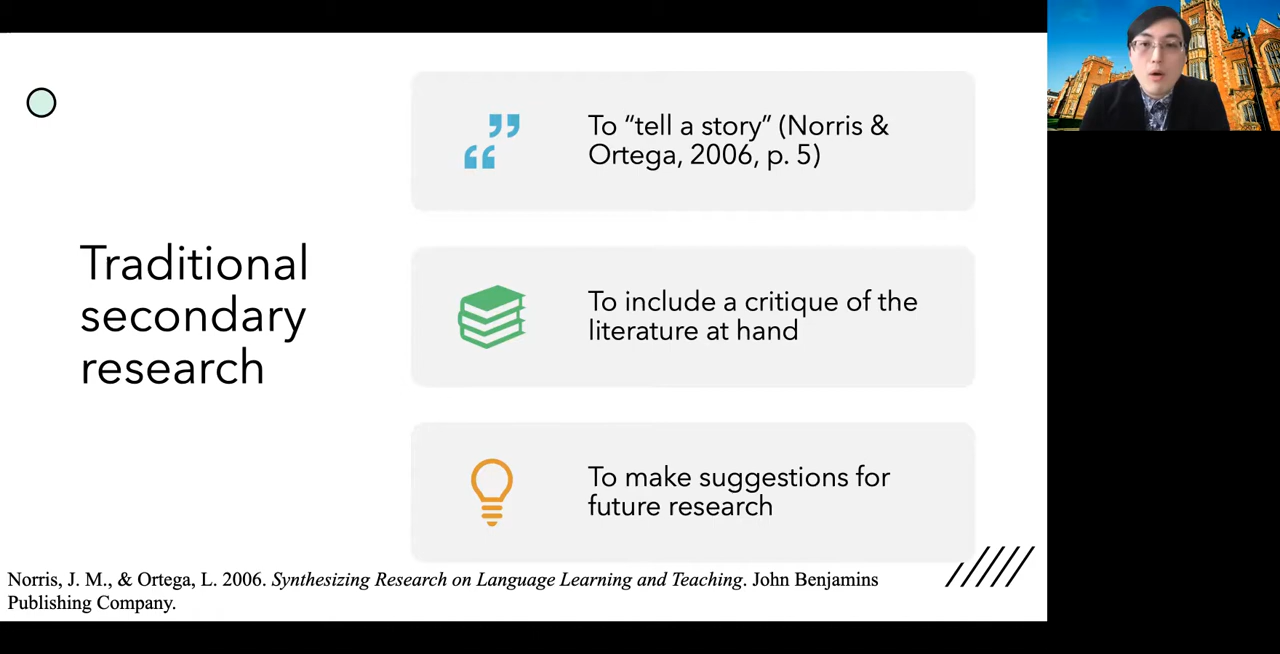 Traditional
secondary
research
To “tell a story” (Norris &
Ortega, 2006, p. 5)
To include a critique of the
literature at hand
To make suggestions for
future research
Norris, J. M., & Ortega, L. 2006. Synthesizing Research on Language Learning and Teaching. John Benjamins
Publishing Company.